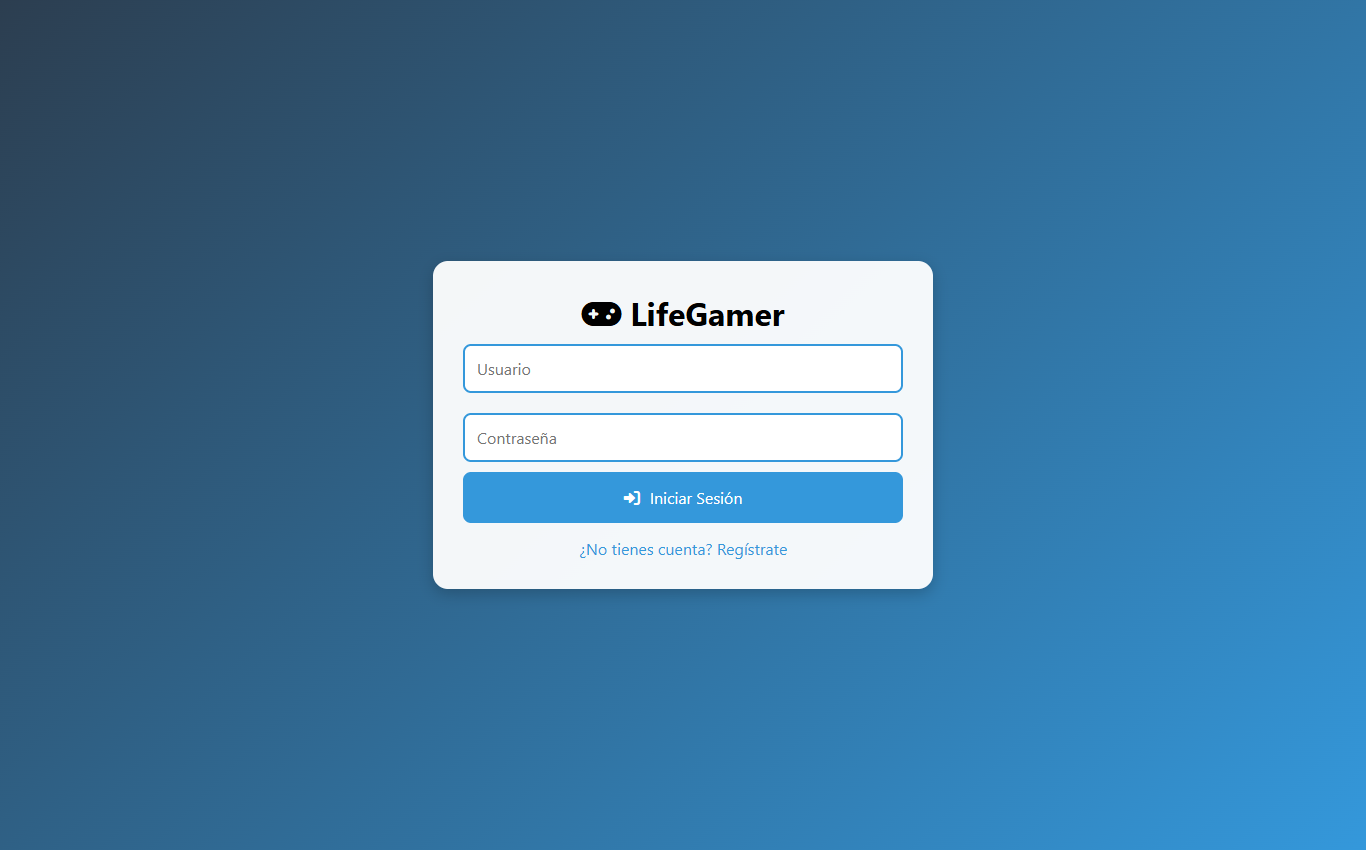 LifeGamer
Usuario
Contraseña
Iniciar Sesión
¿No tienes cuenta? Regístrate